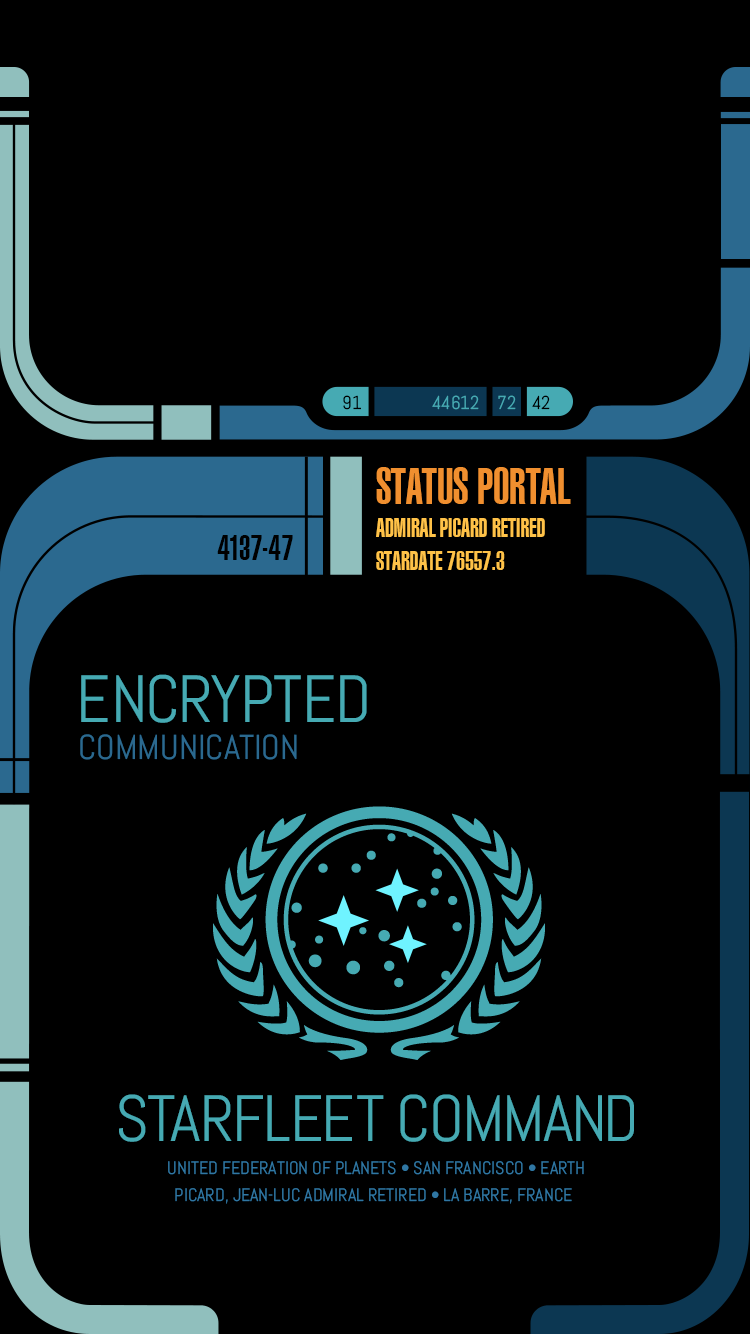 91 44612 72 42
STATUS PORTAL
ADMIRAL PICARD RETIRED
4137-47
STARDATE 76557.3
ENCRYPTED
COMMUNICATION
STARFLEET COMMAND
UNITED FEDERATION OF PLANETS • SAN FRANCISCO • EARTH
PICARD, JEAN-LUC ADMIRAL RETIRED • LA BARRE, FRANCE